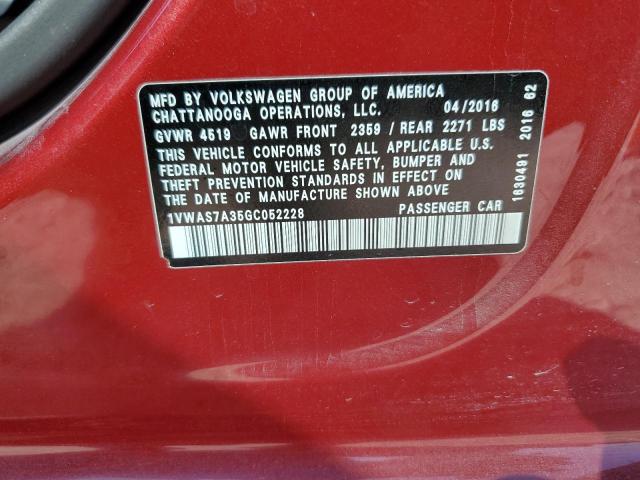 MFD BY VOLKSWAGEN GROUP OF AMERICA
CHATTANOOGA OPERATIONS, LLC. 04/2016
GVWR 4519 GAWR FRONT 2359 / REAR 2271 LBS
THIS VEHICLE CONFORMS TO ALL APPLICABLE U.S.
FEDERAL MOTOR VEHICLE SAFETY, BUMPER AND
THEFT PREVENTION STANDARDS IN EFFECT ON
THE DATE OF MANUFACTURE SHOWN ABOVE
1VWAS7A35GC052228 PASSENGER CAR
1630491 2016 62